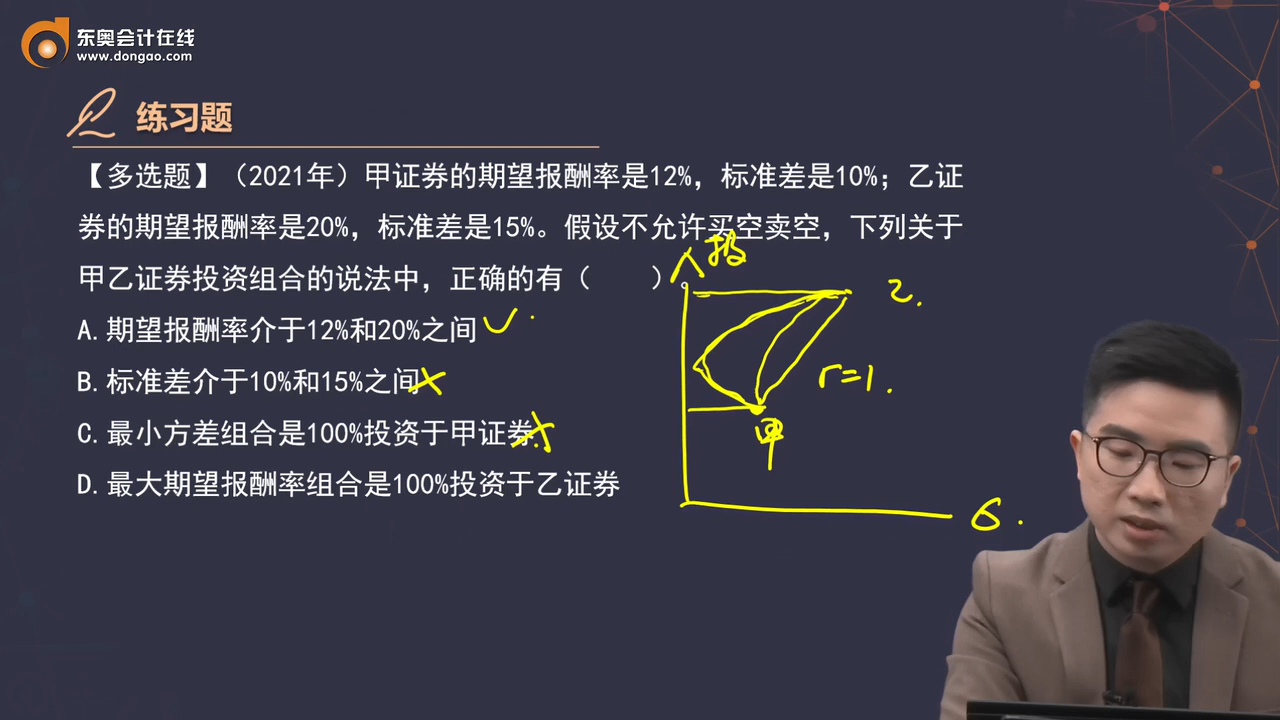 东奥会计在线
www.dongao.com
练习题
【多选题】（2021年）甲证券的期望报酬率是12%，标准差是10%；乙证
券的期望报酬率是20%，标准差是15%。假设不允许买空卖空，下列关于
甲乙证券投资组合的说法中，正确的有（　　）。
A.期望报酬率介于12%和20%之间
B.标准差介于10%和15%之间
C.最小方差组合是100%投资于甲证券
D.最大期望报酬率组合是100%投资于乙证券
r=1.
甲